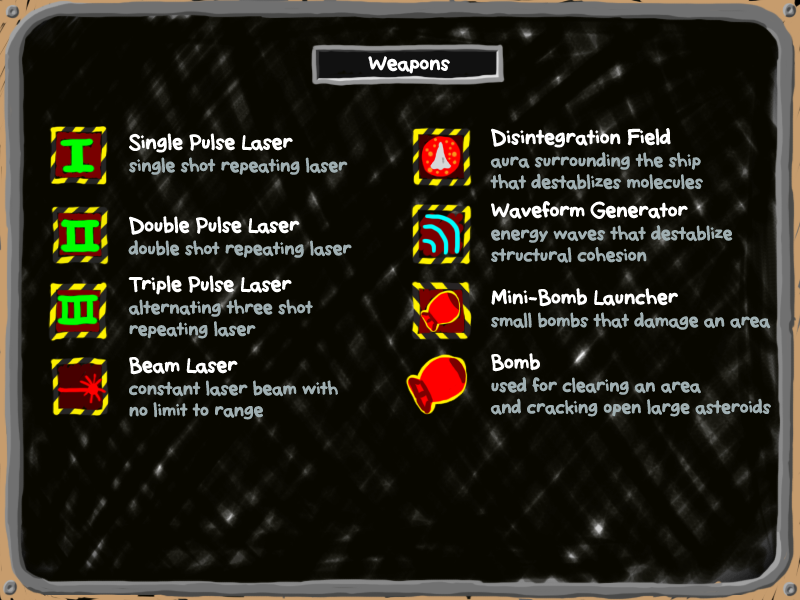 Weapons
I
Single Pulse Laser
single shot repeating laser
II
Double Pulse Laser
double shot repeating laser
III
Triple Pulse Laser
alternating three shot
repeating laser
Beam Laser
constant laser beam with
no limit to range
Disintegration Field
aura surrounding the ship
that destablizes molecules
Waveform Generator
energy waves that destablize
structural cohesion
Mini-Bomb Launcher
small bombs that damage an area
Bomb
used for clearing an area
and cracking open large asteroids